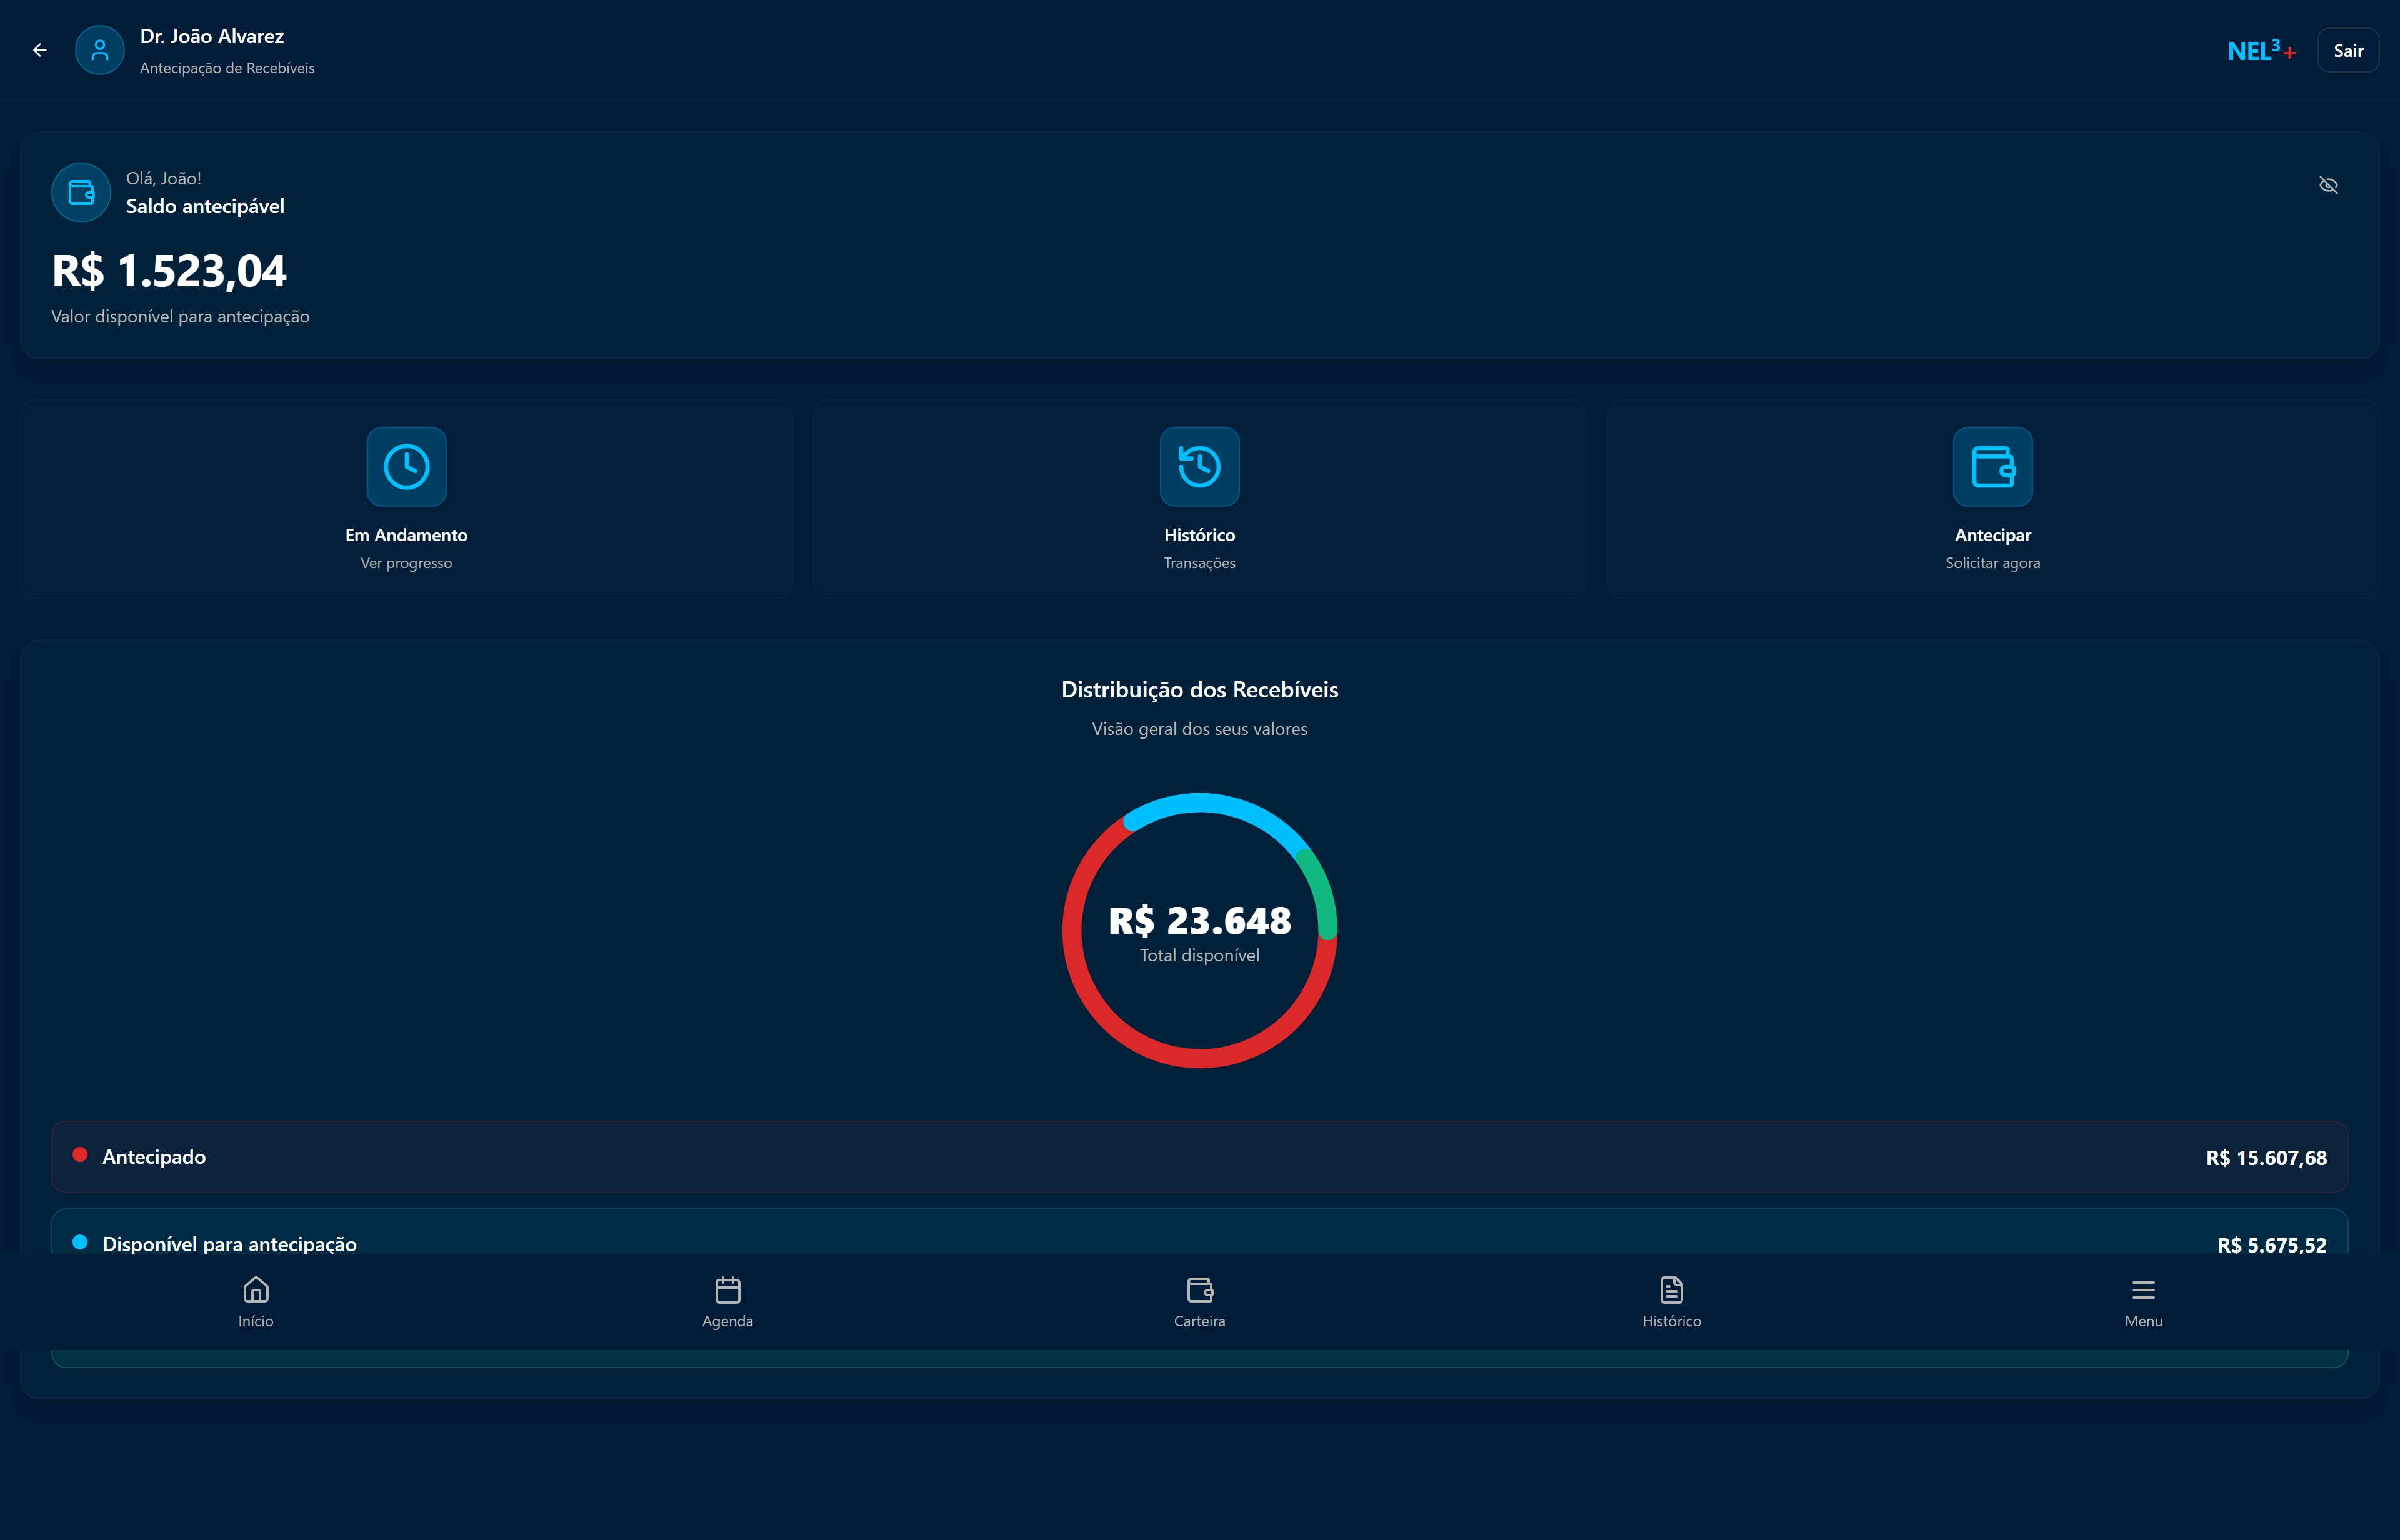 Dr. João Alvarez
Antecipação de Recebíveis
NEL³+
Sair
Olá, João!
Saldo antecipável
R$ 1.523,04
Valor disponível para antecipação
Em Andamento
Ver progresso
Histórico
Transações
Antecipar
Solicitar agora
Distribuição dos Recebíveis
Visão geral dos seus valores
R$ 23.648
Total disponível
Antecipado
R$ 15.607,68
Disponível para antecipação
R$ 5.675,52
Início
Agenda
Carteira
Histórico
Menu